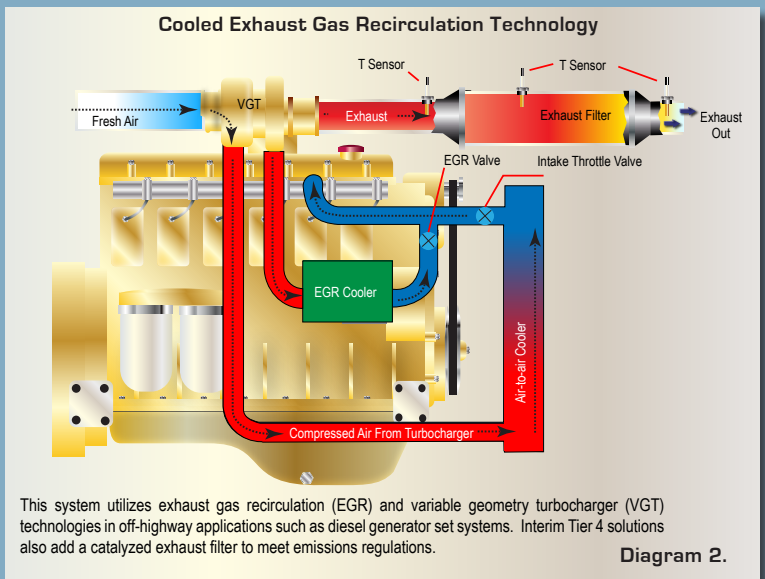 Cooled Exhaust Gas Recirculation Technology
T Sensor
T Sensor
VGT
Fresh Air
Exhaust
Exhaust Filter
Exhaust
Out
EGR Valve
Intake Throttle Valve
EGR Cooler
Air-to-air Cooler
Compressed Air From Turbocharger
This system utilizes exhaust gas recirculation (EGR) and variable geometry turbocharger (VGT)
technologies in off-highway applications such as diesel generator set systems. Interim Tier 4 solutions
also add a catalyzed exhaust filter to meet emissions regulations.
Diagram 2.